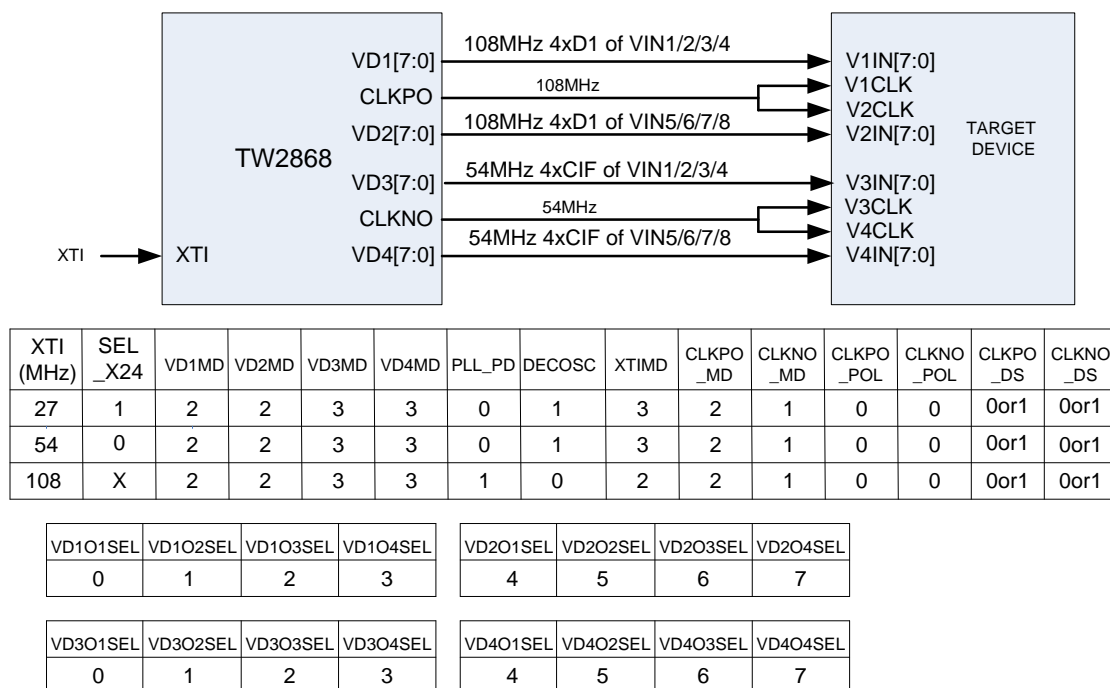 108MHz 4xD1 of VIN1/2/3/4
VD1[7:0] V1IN[7:0]
CLKPO 108MHz V1CLK
V2CLK
VD2[7:0] 108MHz 4xD1 of VIN5/6/7/8 V2IN[7:0]
TW2868 TARGET
DEVICE
VD3[7:0] 54MHz 4xCIF of VIN1/2/3/4 V3IN[7:0]
CLKNO 54MHz V3CLK
V4CLK
XTI XTI VD4[7:0] 54MHz 4xCIF of VIN5/6/7/8 V4IN[7:0]
XTI (MHz) SEL _X24 VD1MD VD2MD VD3MD VD4MD PLL_PD DECOSC XTIMD CLKPO _MD CLKNO _MD CLKPO _POL CLKNO _POL CLKPO _DS CLKNO _DS
27 1 2 2 3 3 0 1 3 2 1 0 0 0or1 0or1
54 0 2 2 3 3 0 1 3 2 1 0 0 0or1 0or1
108 X 2 2 3 3 1 0 2 2 1 0 0 0or1 0or1
VD1O1SEL VD1O2SEL VD1O3SEL VD1O4SEL VD2O1SEL VD2O2SEL VD2O3SEL VD2O4SEL
0 1 2 3 4 5 6 7
VD3O1SEL VD3O2SEL VD3O3SEL VD3O4SEL VD4O1SEL VD4O2SEL VD4O3SEL VD4O4SEL
0 1 2 3 4 5 6 7